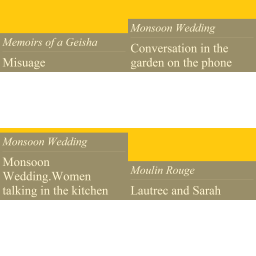 Memoirs of a Geisha
Misuage
Monsoon Wedding
Conversation in the
garden on the phone
Monsoon Wedding
Monsoon
Wedding.Women
talking in the kitchen
Moulin Rouge
Lautrec and Sarah